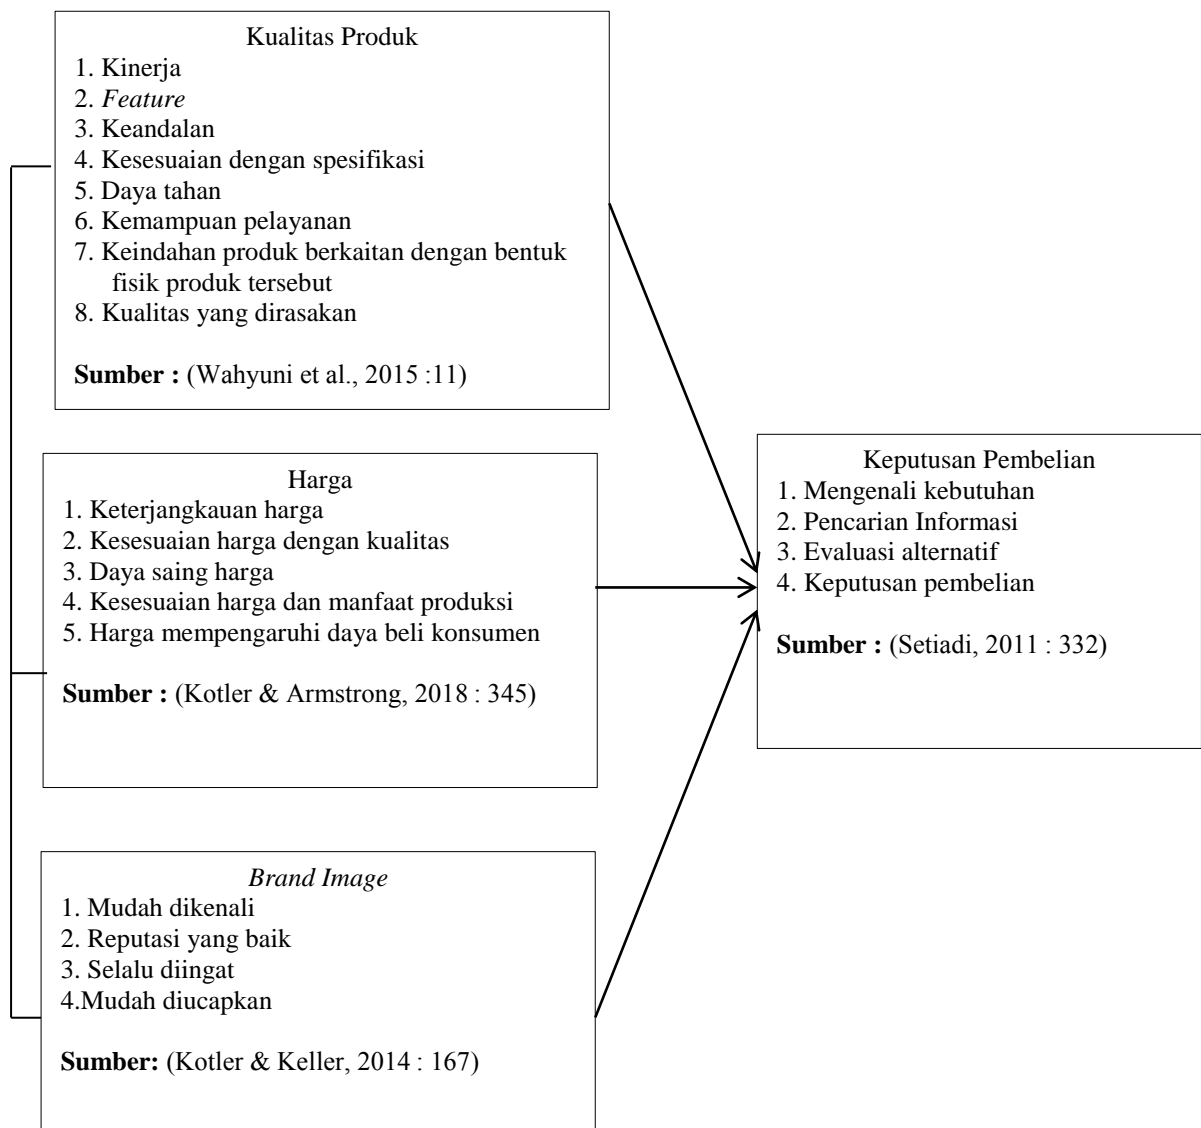 Kualitas Produk
1. Kinerja
2. Feature
3. Keandalan
4. Kesesuaian dengan spesifikasi
5. Daya tahan
6. Kemampuan pelayanan
7. Keindahan produk berkaitan dengan bentuk
fisik produk tersebut
8. Kualitas yang dirasakan
Sumber : (Wahyuni et al., 2015 :11)
Harga
1. Keterjangkauan harga
2. Kesesuaian harga dengan kualitas
3. Daya saing harga
4. Kesesuaian harga dan manfaat produksi
5. Harga mempengaruhi daya beli konsumen
Sumber : (Kotler & Armstrong, 2018 : 345)
Brand Image
1. Mudah dikenali
2. Reputasi yang baik
3. Selalu diingat
4.Mudah diucapkan
Sumber: (Kotler & Keller, 2014 : 167)
Keputusan Pembelian
1. Mengenali kebutuhan
2. Pencarian Informasi
3. Evaluasi alternatif
4. Keputusan pembelian
Sumber : (Setiadi, 2011 : 332)